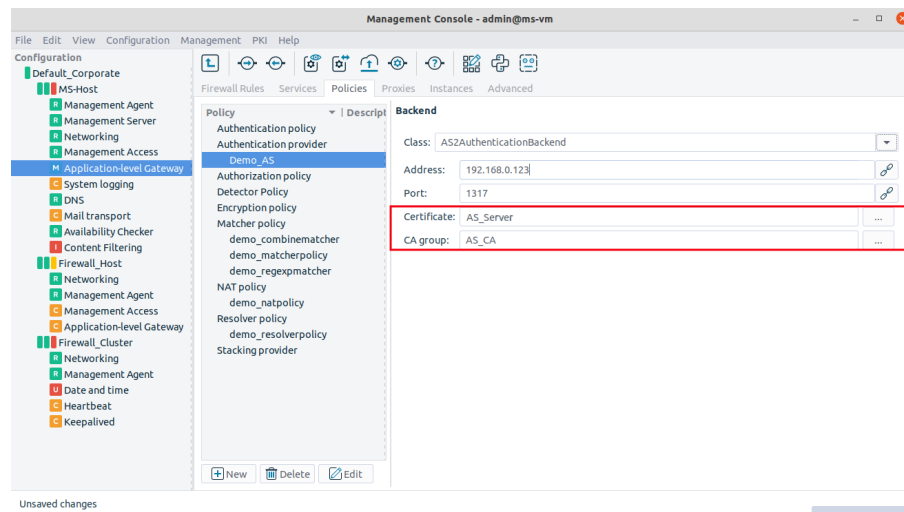 Management Console - admin@ms-vm
File Edit View Configuration Management PKI Help
Configuration
Default_Corporate
MS-Host
R Management Agent
R Management Server
R Networking
R Management Access
M Application-level Gateway
C System logging
R DNS
C Mail transport
R Availability Checker
I Content Filtering
Firewall_Host
R Networking
R Management Agent
C Management Access
C Application-level Gateway
Firewall_Cluster
R Networking
R Management Agent
U Date and time
C Heartbeat
C Keepalived
Firewall Rules Services Policies Proxies Instances Advanced
Policy Descript
Authentication policy
Authentication provider
Demo_AS
Authorization policy
Detector Policy
Encryption policy
Matcher policy
demo_combinematcher
demo_matcherpolicy
demo_regexpmatcher
NAT policy
demo_natpolicy
Resolver policy
demo_resolverpolicy
Stacking provider
New Delete Edit
Backend
Class: AS2AuthenticationBackend
Address: 192.168.0.123
Port: 1317
Certificate: AS_Server ...
CA group: AS_CA ...
Unsaved changes